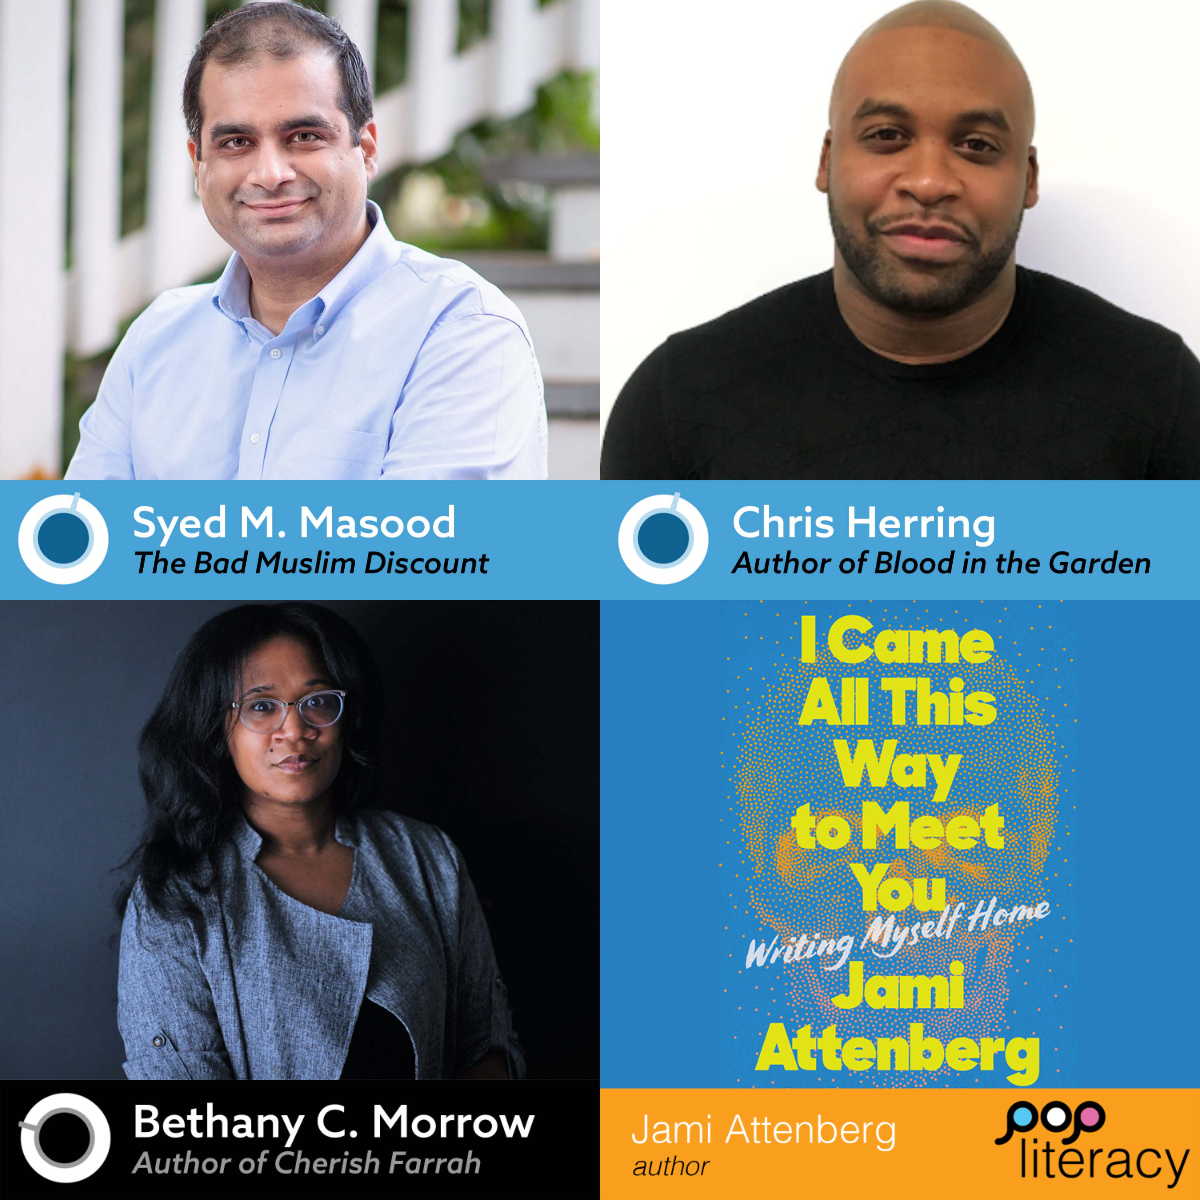 Syed M. Masood
The Bad Muslim Discount
Chris Herring
Author of Blood in the Garden
I Came
All This
Way
to Meet
You
Writing Myself Home
Jami
Attenberg
Bethany C. Morrow
Author of Cherish Farrah
Jami Attenberg
author
pop
literacy